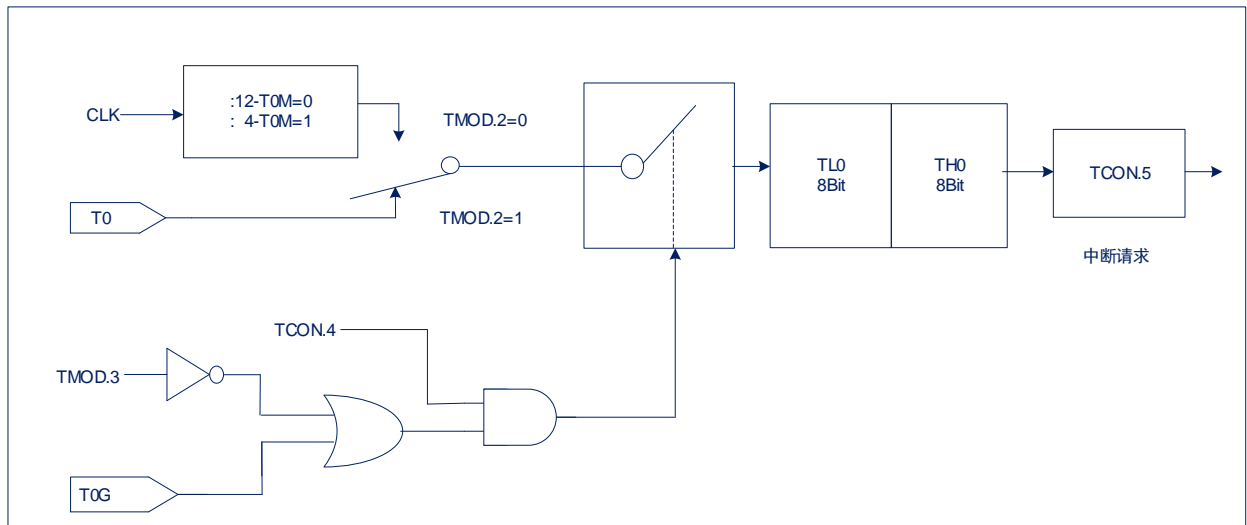 :12-T0M=0
: 4-T0M=1
CLK
TMOD.2=0
T0
TMOD.2=1
TL0
8Bit
TH0
8Bit
TCON.5
中断请求
TCON.4
TMOD.3
T0G